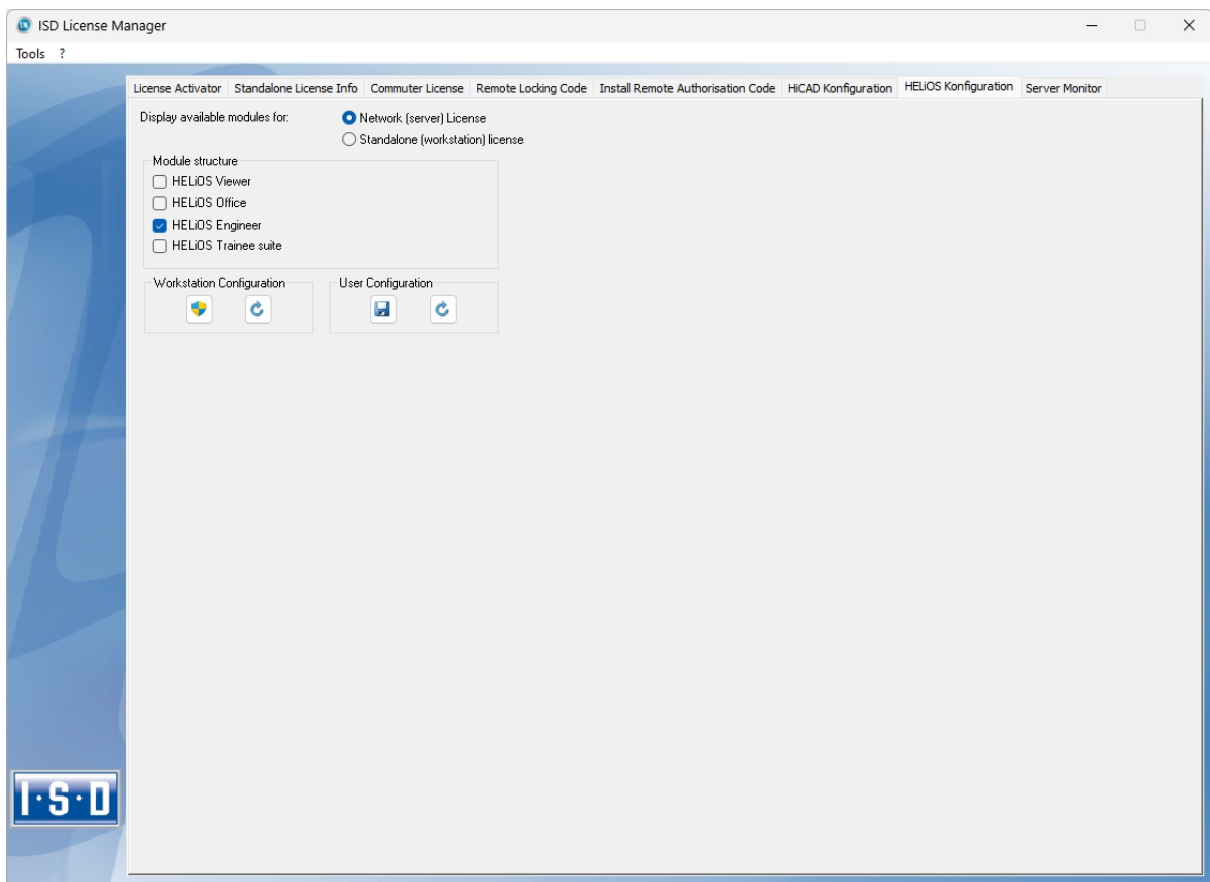 ISD License Manager
Tools ?
License Activator Standalone License Info Commuter License Remote Locking Code Install Remote Authorisation Code HiCAD Konfiguration HELiOS Konfiguration Server Monitor
Display available modules for: Network (server) License
Standalone (workstation) license
Module structure
HELiOS Viewer
HELiOS Office
HELiOS Engineer
HELiOS Trainee suite
Workstation Configuration User Configuration
I·S·D